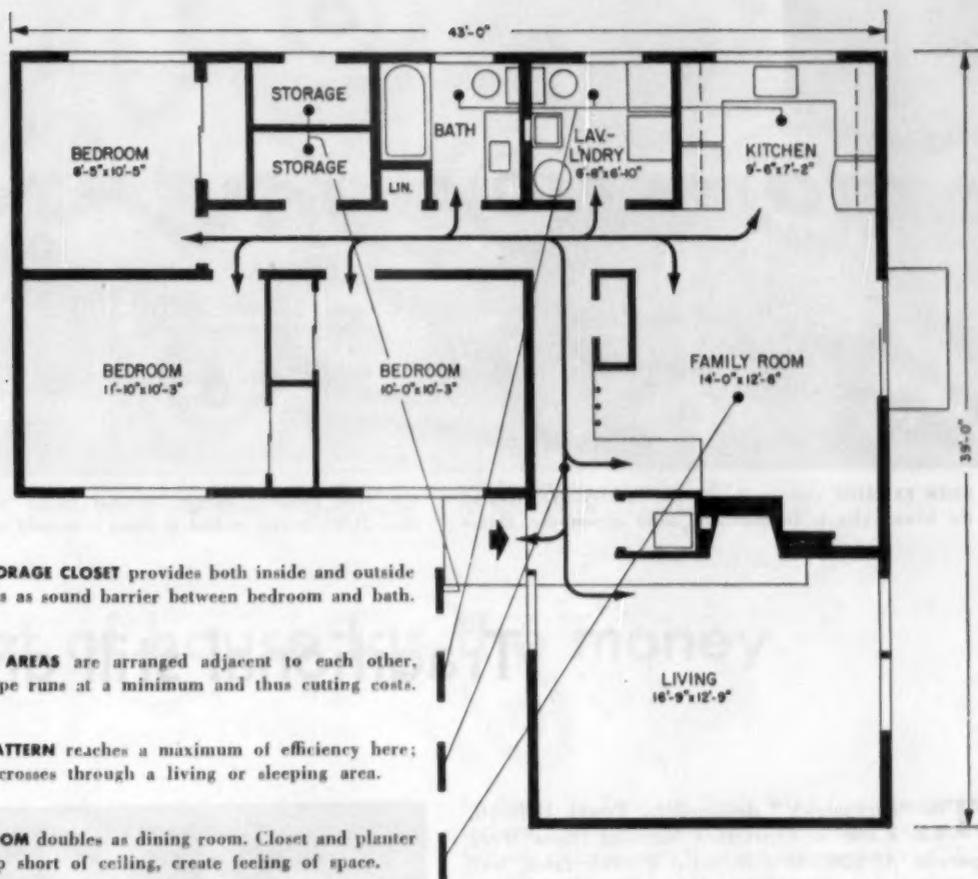 43'-0"
BEDROOM
8'-5"x10'-5"
STORAGE
STORAGE
BATH
LIN.
LAV.-
L'NDRY
8'-6"x6'-10"
KITCHEN
9'-6"x7'-2"
BEDROOM
11'-10"x10'-3"
BEDROOM
10'-0"x10'-3"
FAMILY ROOM
14'-0"x12'-8"
39'-0"
LIVING
16'-9"x12'-9"
ORAGE CLOSET provides both inside and outside
s as sound barrier between bedroom and bath.
AREAS are arranged adjacent to each other,
pe runs at a minimum and thus cutting costs.
ATTERN reaches a maximum of efficiency here;
crosses through a living or sleeping area.
OM doubles as dining room. Closet and planter
p short of ceiling, create feeling of space.
money